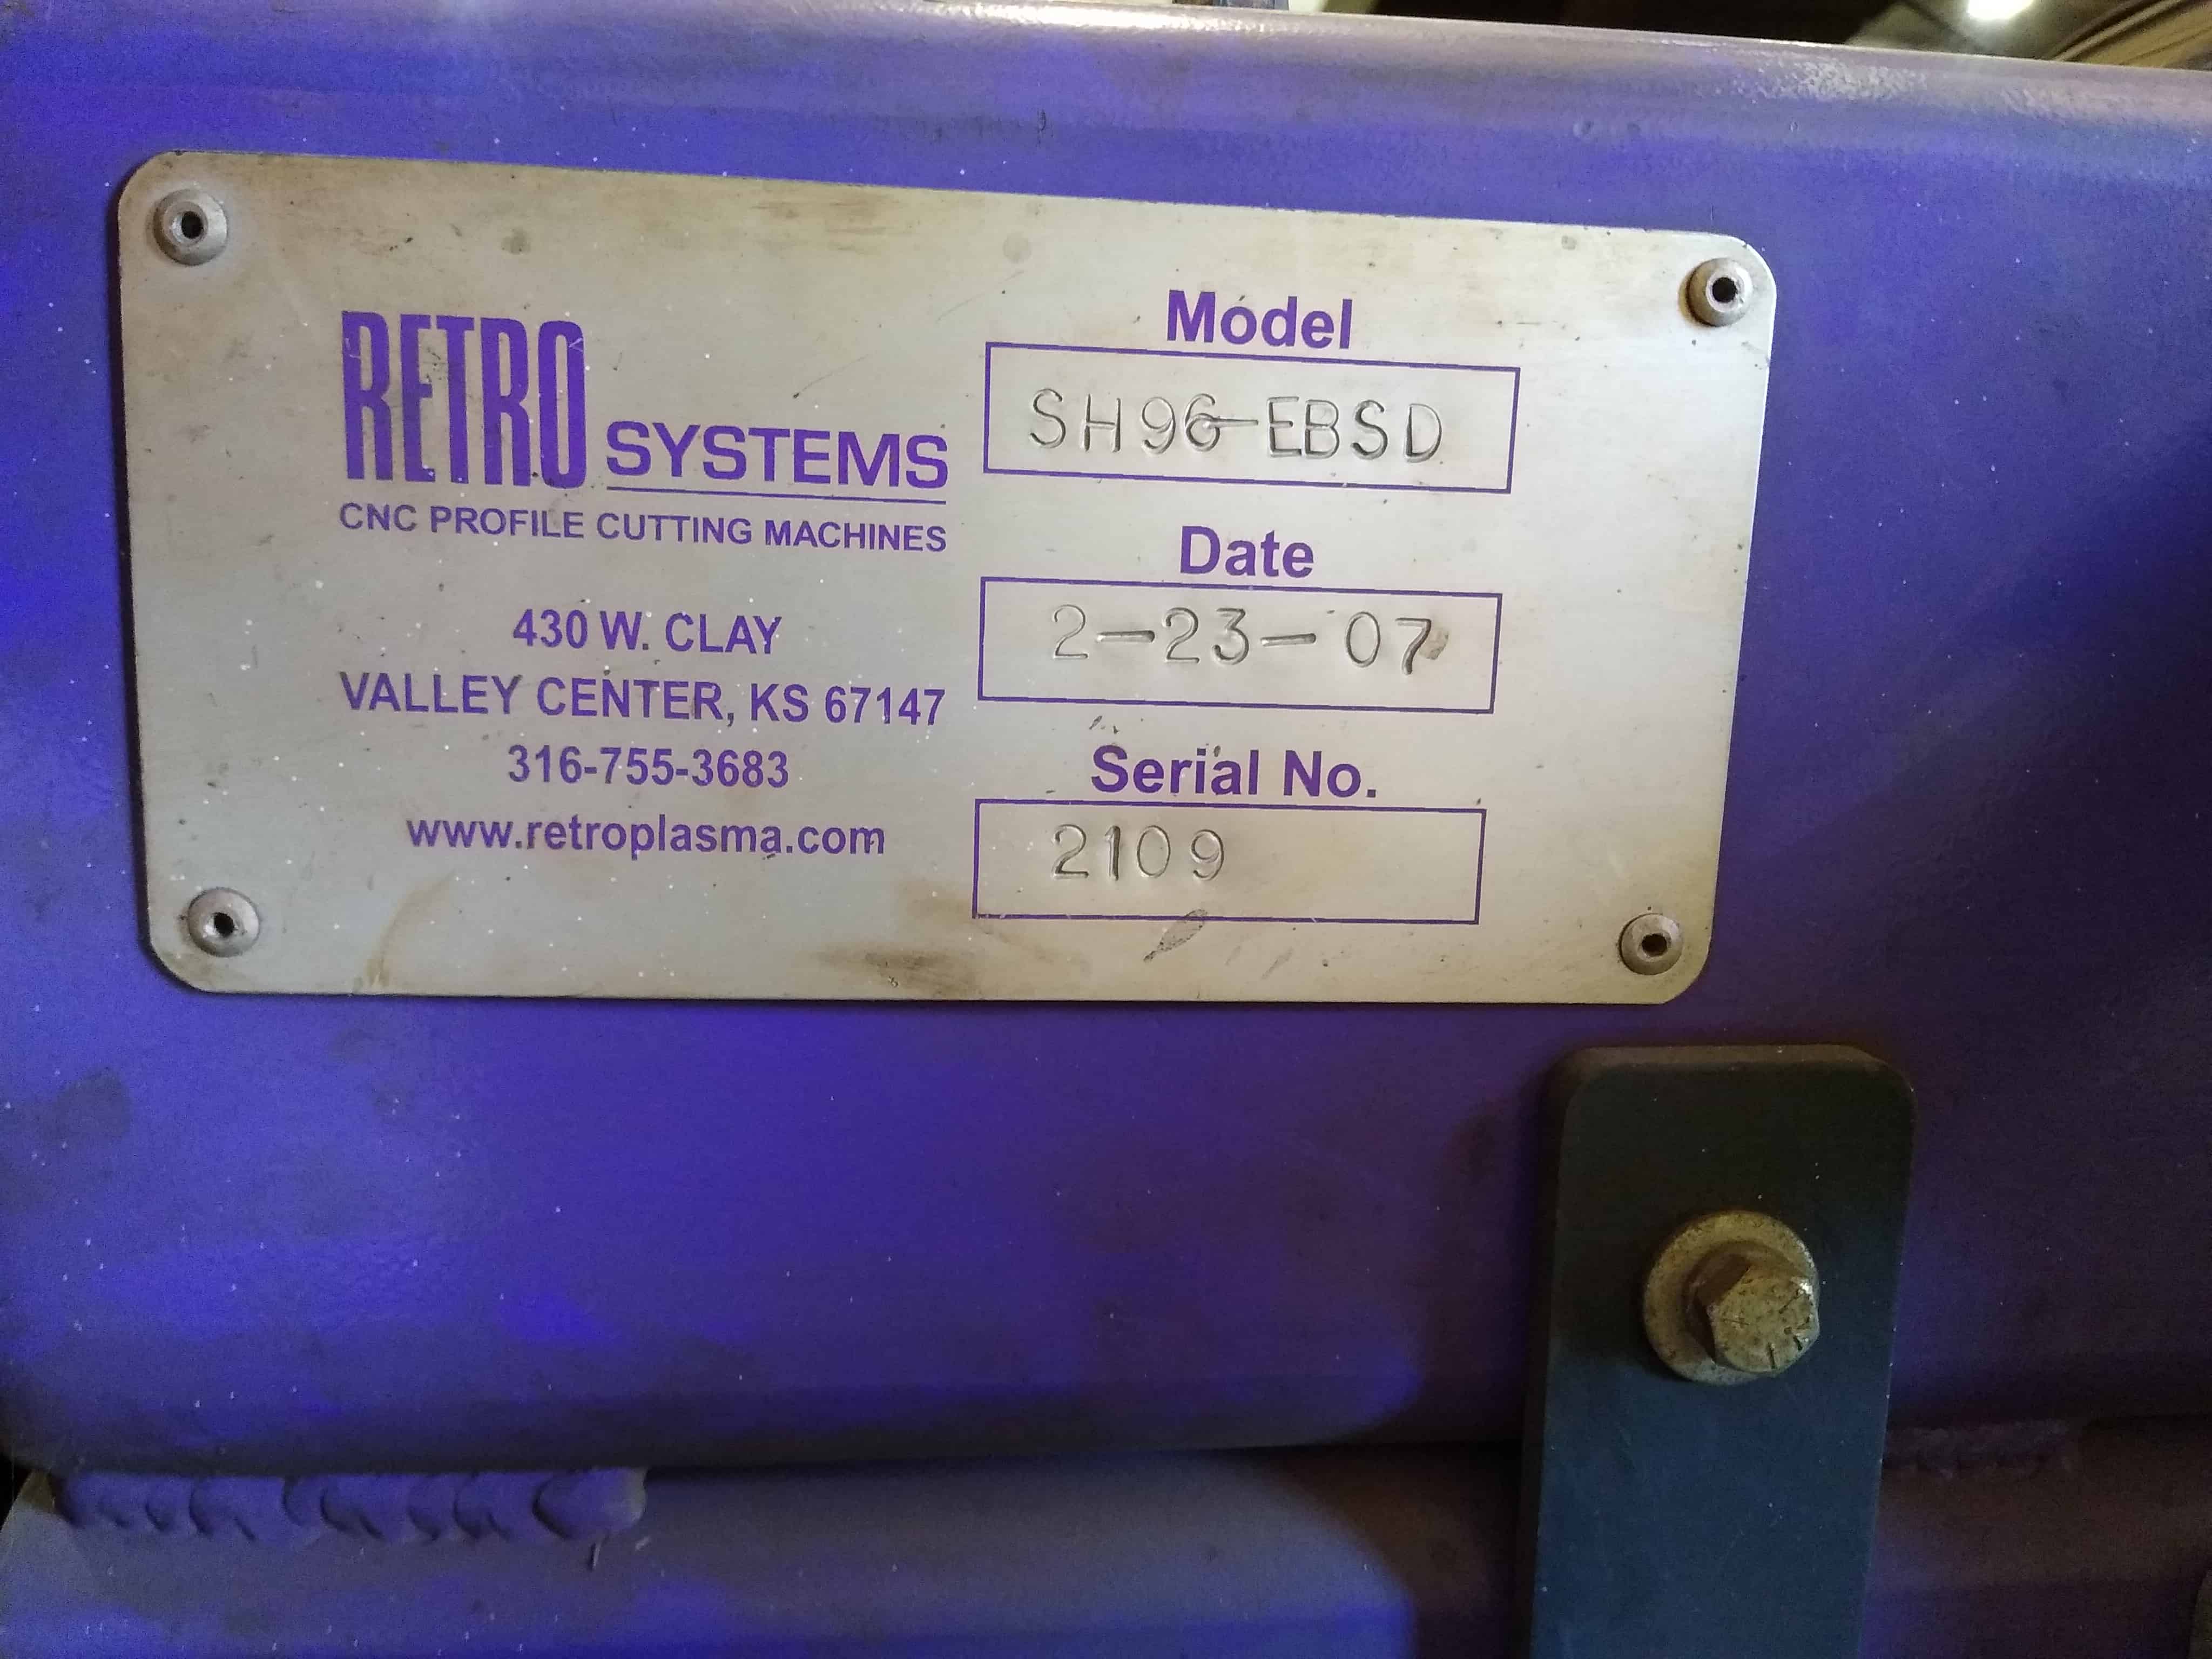 RETRO SYSTEMS
CNC PROFILE CUTTING MACHINES
430 W. CLAY
VALLEY CENTER, KS 67147
316-755-3683
www.retroplasma.com
Model
SH96-EBSD
Date
2-23-07
Serial No.
2109